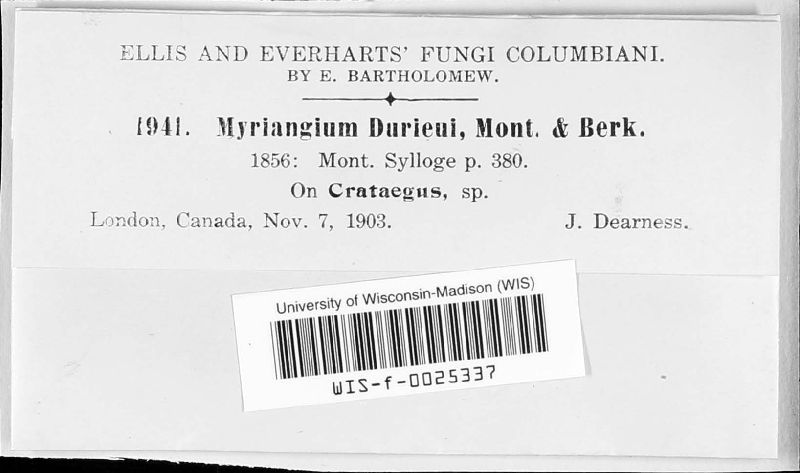 ELLIS AND EVERHARTS' FUNGI COLUMBIANI.
BY E. BARTHOLOMEW.
1941. Myriangium Durieui, Mont. & Berk.
1856: Mont. Sylloge p. 380.
On Crataegus, sp.
London, Canada, Nov. 7, 1903. J. Dearness.
University of Wisconsin-Madison (WIS)
WIS-f-0025337